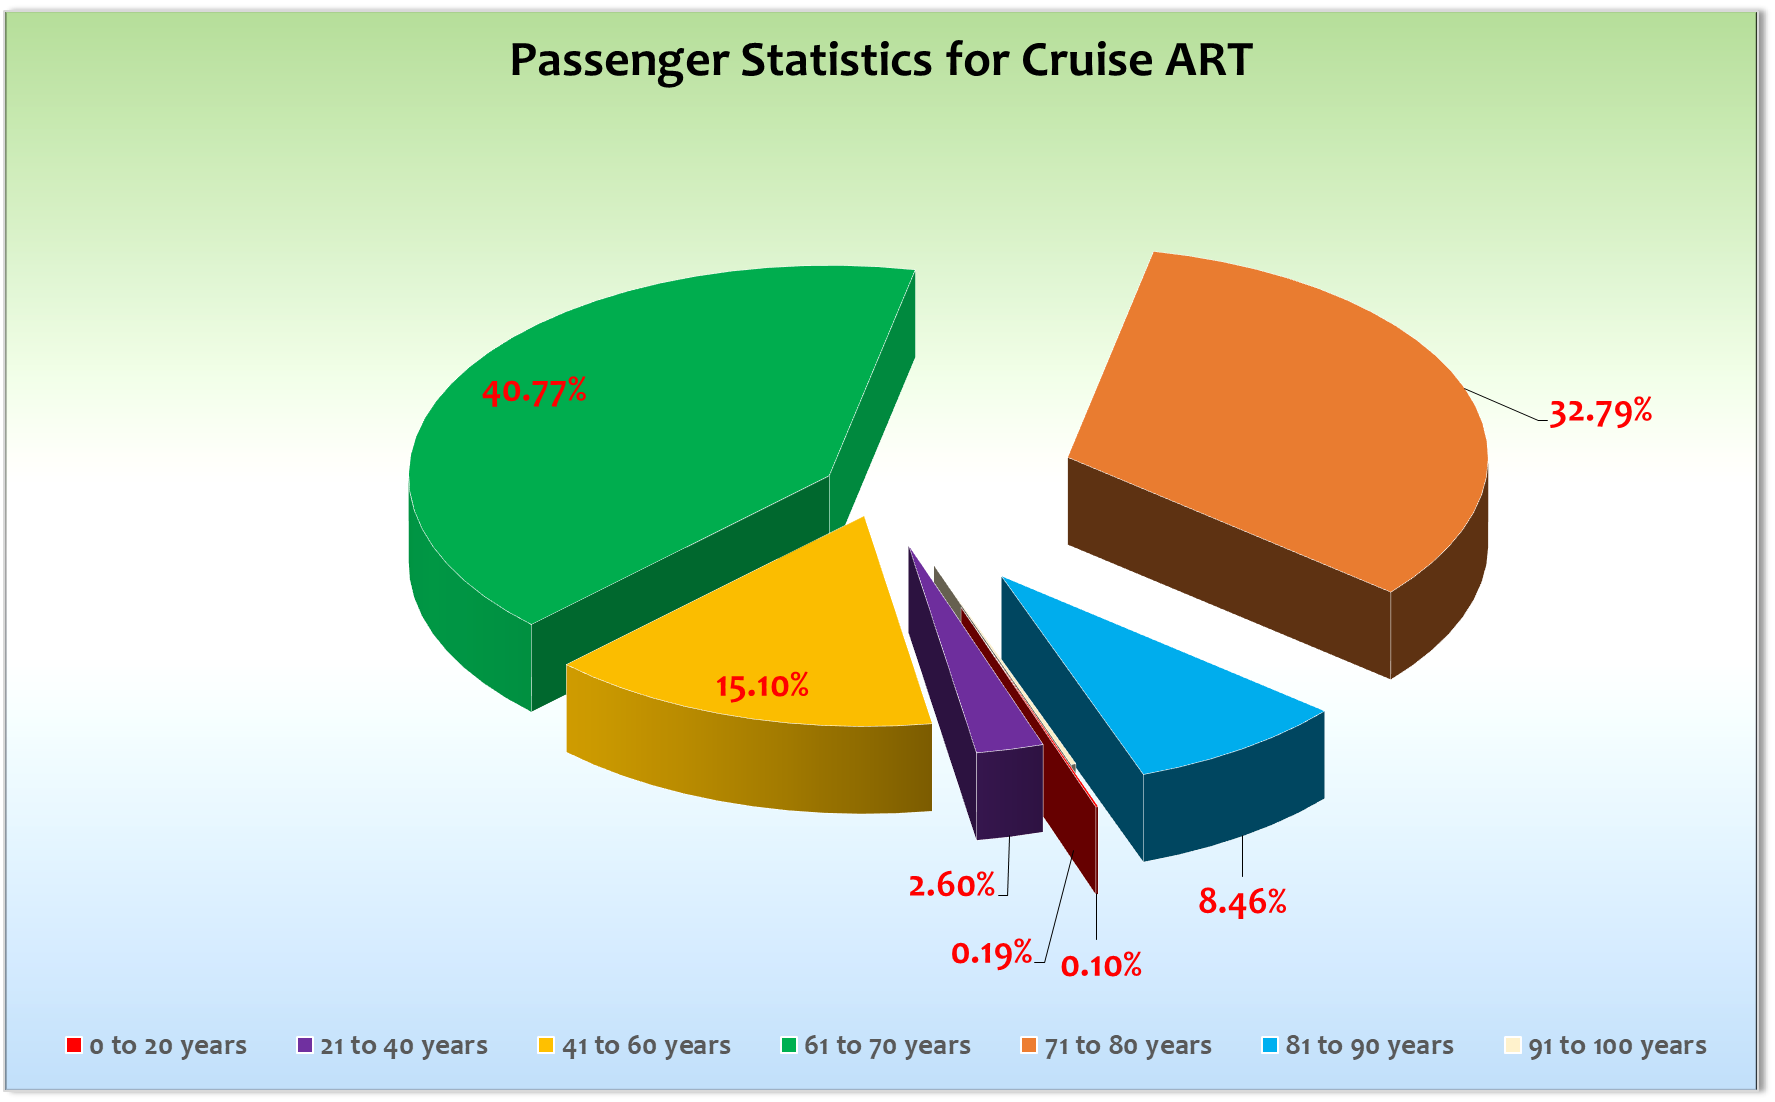 Passenger Statistics for Cruise ART
40.77%
32.79%
15.10%
2.60%
8.46%
0.19%
0.10%
0 to 20 years
21 to 40 years
41 to 60 years
61 to 70 years
71 to 80 years
81 to 90 years
91 to 100 years